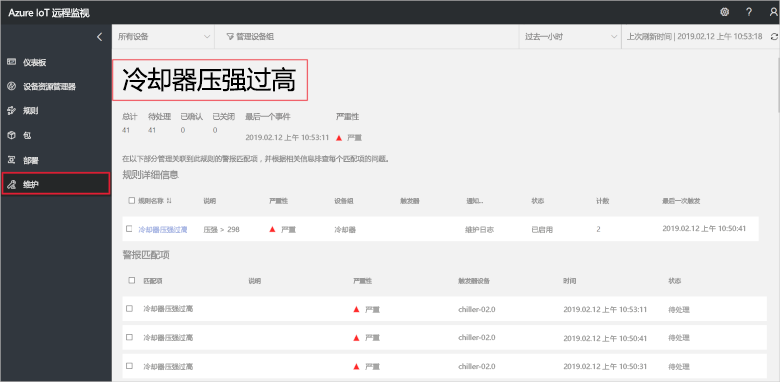 Azure IoT 远程监视
?
所有设备 管理设备组 过去一小时 上次刷新时间 | 2019.02.12 上午 10:53:18
仪表板
设备资源管理器
规则
包
部署
维护
冷却器压强过高
总计 待处理 已确认 已关闭 最后一个事件 严重性
41 41 0 0 2019.02.12 上午 10:53:11 严重
在以下部分管理关联到此规则的警报匹配项，并根据相关信息排查每个匹配项的问题。
规则详细信息
规则名称 说明 严重性 设备组 触发器 通知... 状态 计数 最后一次触发
冷却器压强过高 压强 > 298 严重 冷却器 维护日志 已启用 2 2019.02.12 上午 10:50:41
警报匹配项
匹配项 说明 严重性 触发器设备 时间 状态
冷却器压强过高 严重 chiller-02.0 2019.02.12 上午 10:53:11 待处理
冷却器压强过高 严重 chiller-02.0 2019.02.12 上午 10:50:41 待处理
冷却器压强过高 严重 chiller-02.0 2019.02.12 上午 10:50:31 待处理